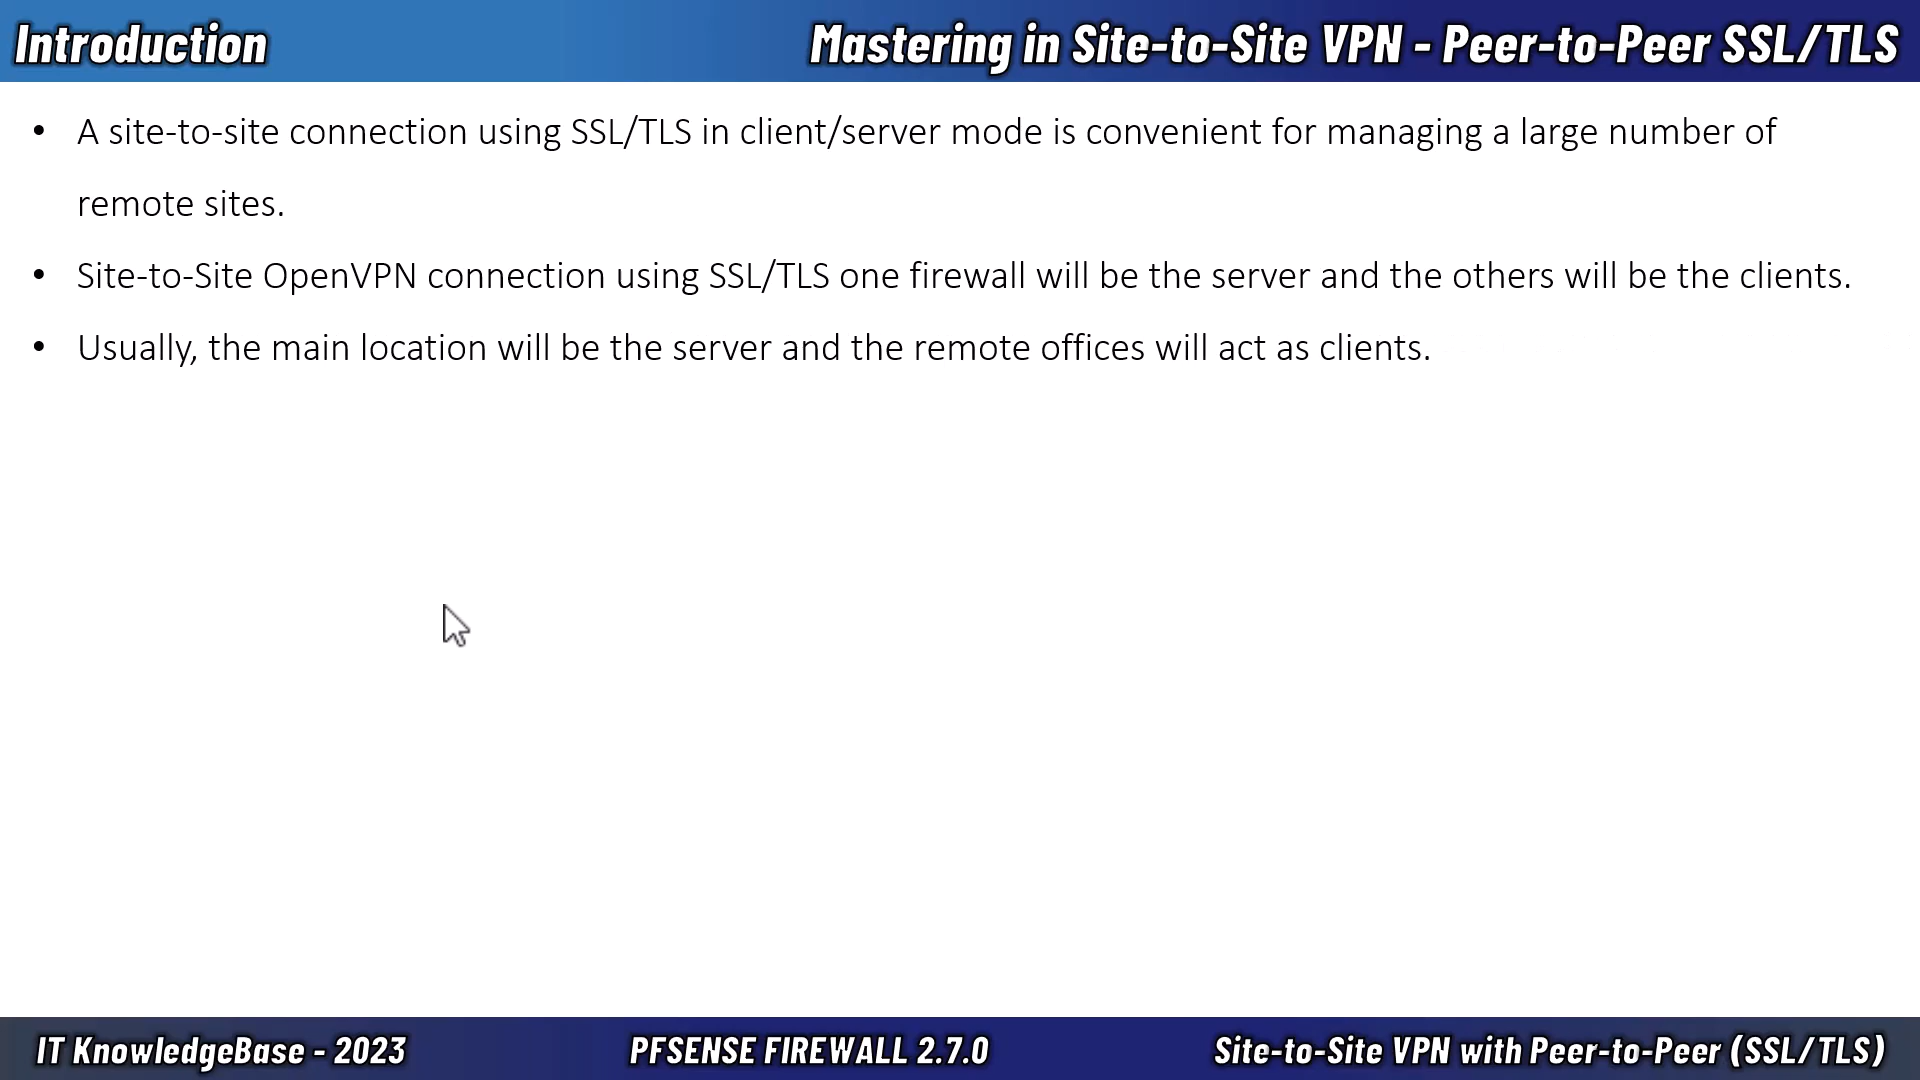 Introduction
Mastering in Site-to-Site VPN - Peer-to-Peer SSL/TLS
• A site-to-site connection using SSL/TLS in client/server mode is convenient for managing a large number of
remote sites.
• Site-to-Site OpenVPN connection using SSL/TLS one firewall will be the server and the others will be the clients.
• Usually, the main location will be the server and the remote offices will act as clients.
IT KnowledgeBase - 2023
PFSENSE FIREWALL 2.7.0
Site-to-Site VPN with Peer-to-Peer (SSL/TLS)